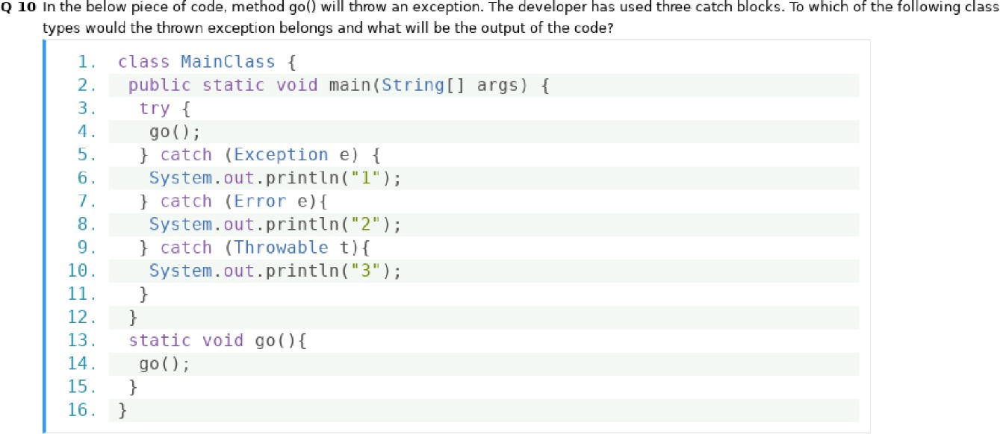 Q 10 In the below piece of code, method go() will throw an exception. The developer has used three catch blocks. To which of the following class
types would the thrown exception belongs and what will be the output of the code?
1. class MainClass {
2. public static void main(String[] args) {
3. try {
4. go();
5. } catch (Exception e) {
6. System.out.println("1");
7. } catch (Error e){
8. System.out.println("2");
9. } catch (Throwable t){
10. System.out.println("3");
11. }
12. }
13. static void go(){
14. go();
15. }
16. }